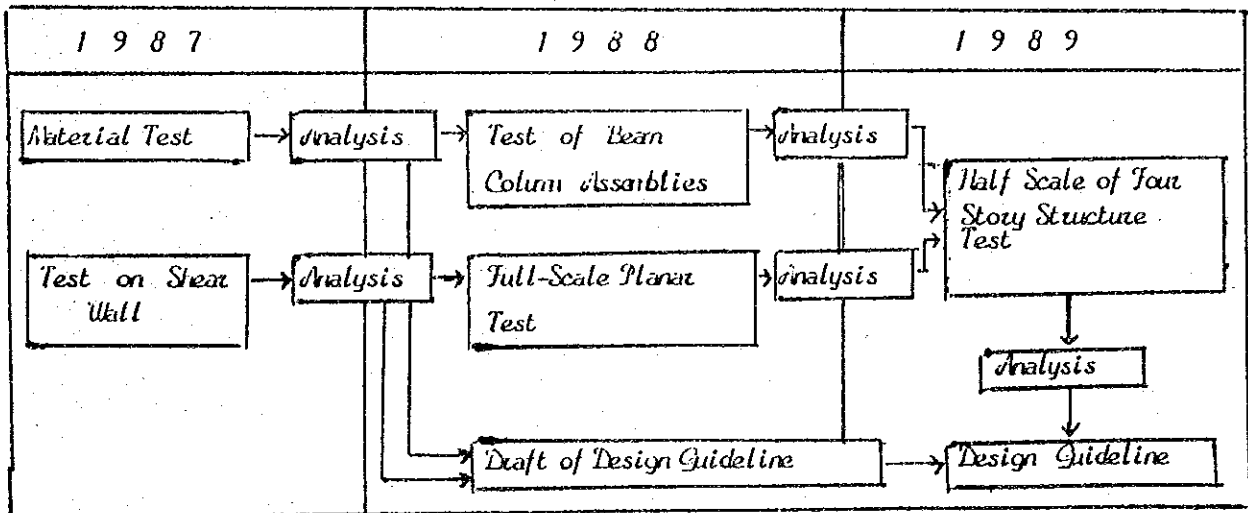 1 9 8 7
1 9 8 8
1 9 8 9
Material Test
Analysis
Test of Beam
Column Assemblies
Analysis
Half Scale of Four
Story Structure
Test
Test on Shear
Wall
Analysis
Full-Scale Planar
Test
Analysis
Analysis
Draft of Design Guideline
Design Guideline